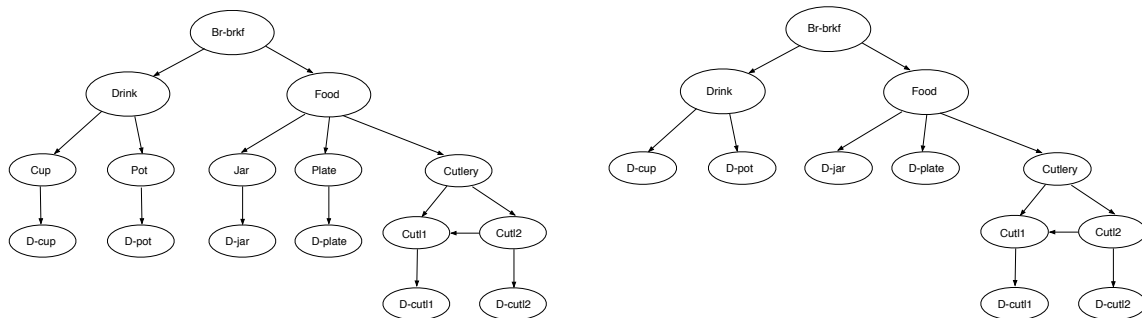 Br-brkf
Drink
Food
Cup
Pot
Jar
Plate
Cutlery
D-cup
D-pot
D-jar
D-plate
Cutl1
Cutl2
D-cutl1
D-cutl2
Br-brkf
Drink
Food
D-cup
D-pot
D-jar
D-plate
Cutlery
Cutl1
Cutl2
D-cutl1
D-cutl2